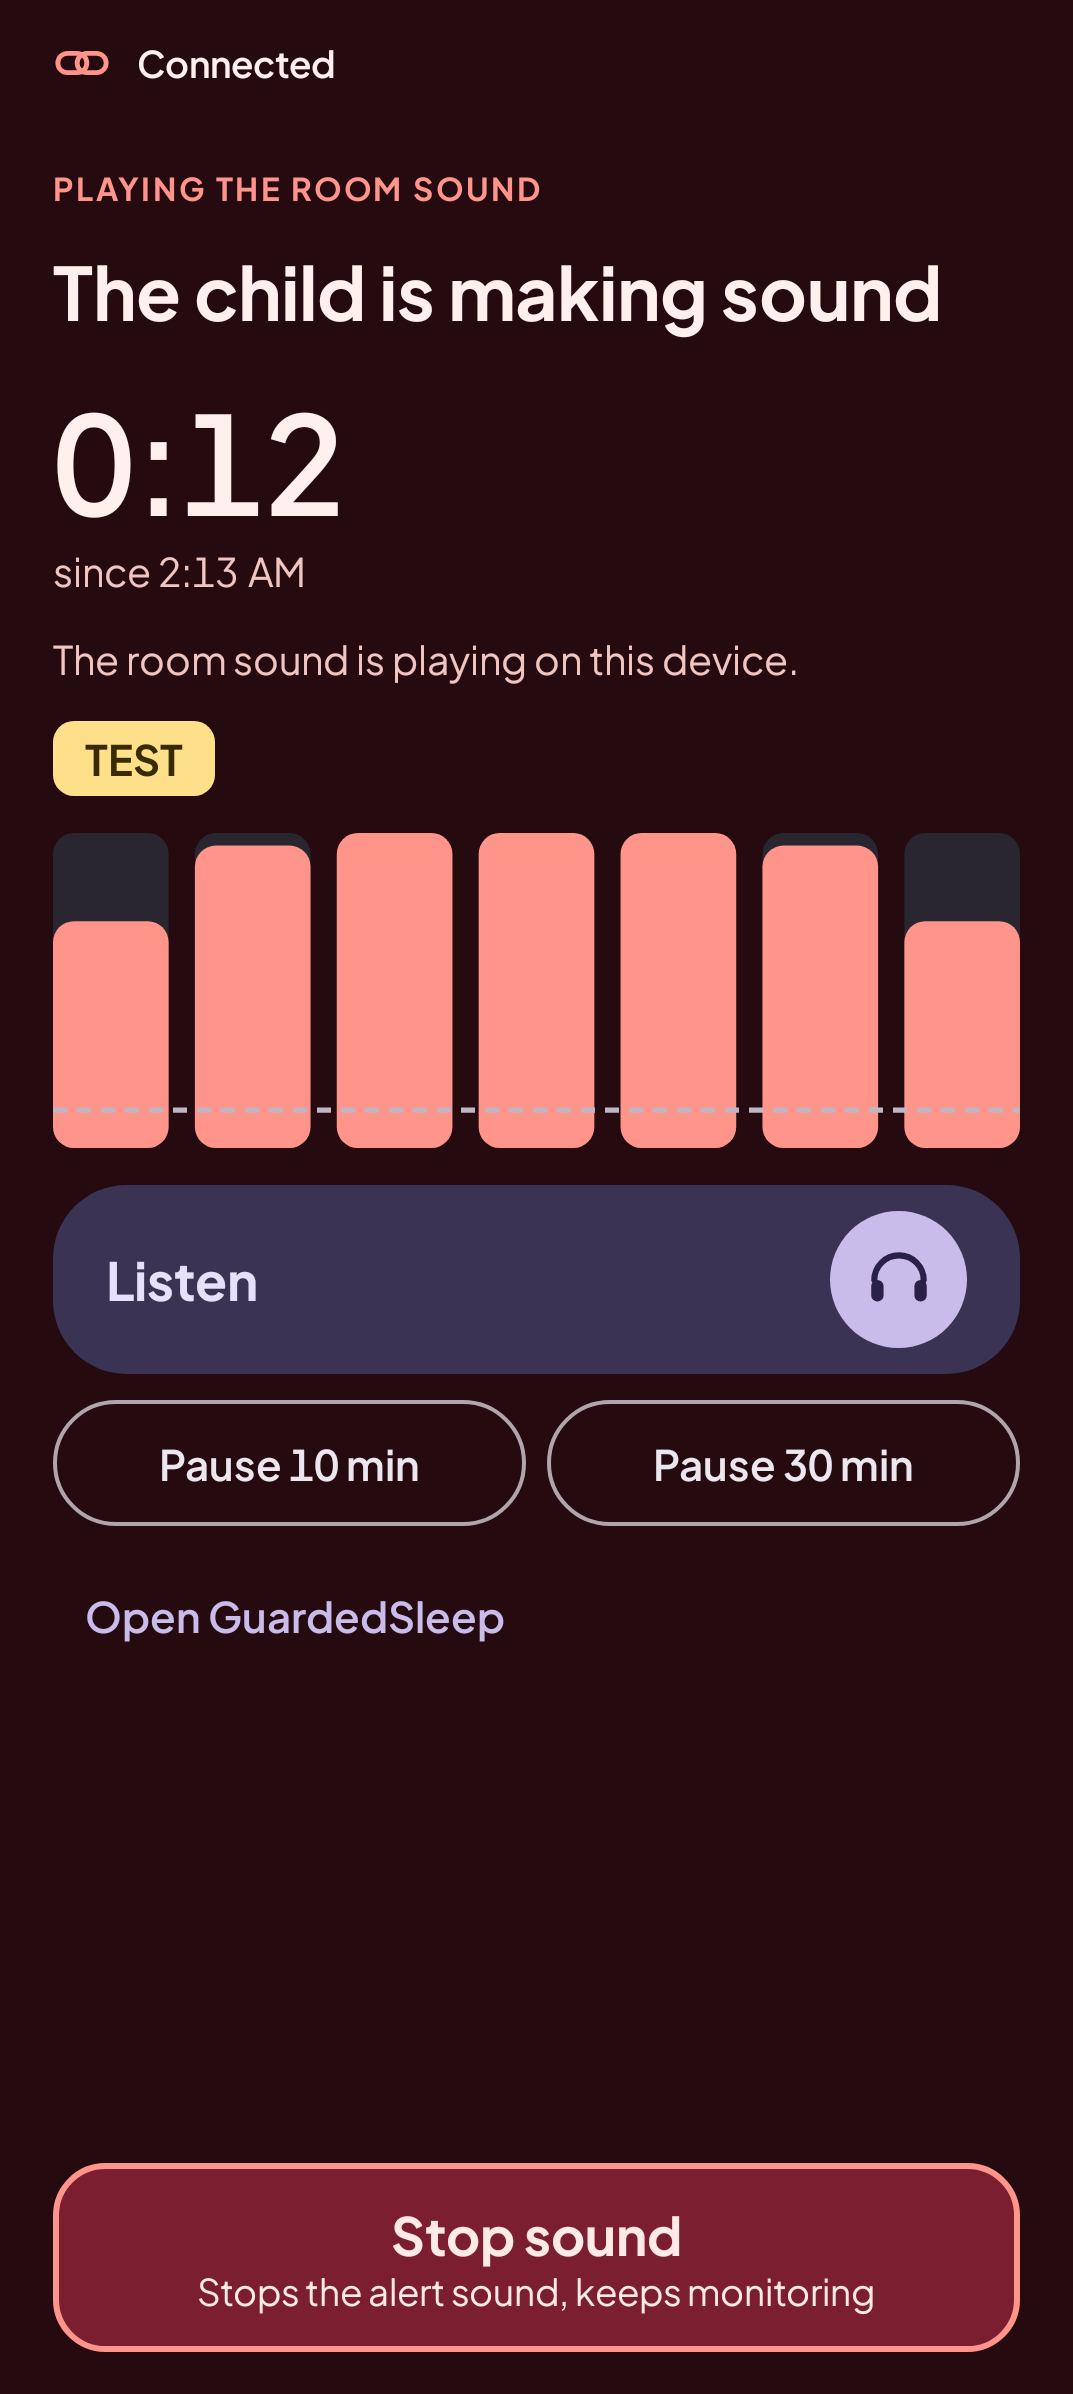 Connected
PLAYING THE ROOM SOUND
The child is making sound
0:12
since 2:13 AM
The room sound is playing on this device.
TEST
Listen
Pause 10 min
Pause 30 min
Open GuardedSleep
Stop sound
Stops the alert sound, keeps monitoring